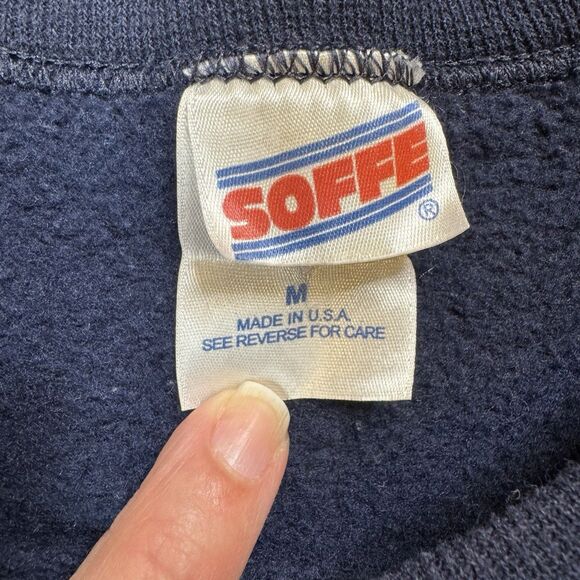 SOFFE
®
M
MADE IN U.S.A.
SEE REVERSE FOR CARE